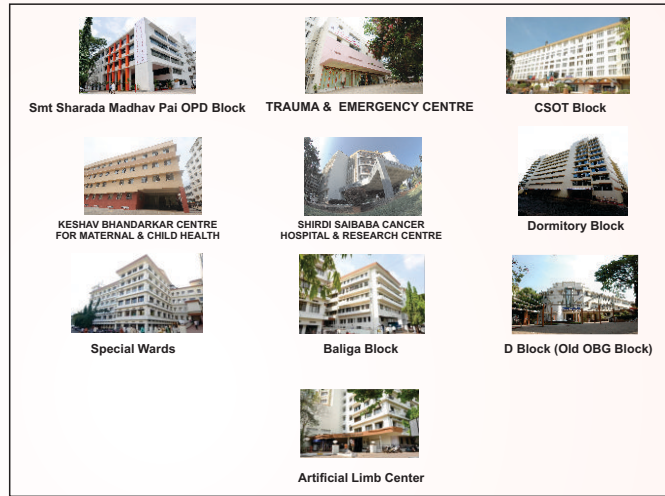 Smt Sharada Madhav Pai OPD Block
TRAUMA & EMERGENCY CENTRE
CSOT Block
KESHAV BHANDARKAR CENTRE
FOR MATERNAL & CHILD HEALTH
SHIRDI SAIBABA CANCER
HOSPITAL & RESEARCH CENTRE
Dormitory Block
Special Wards
Baliga Block
D Block (Old OBG Block)
Artificial Limb Center